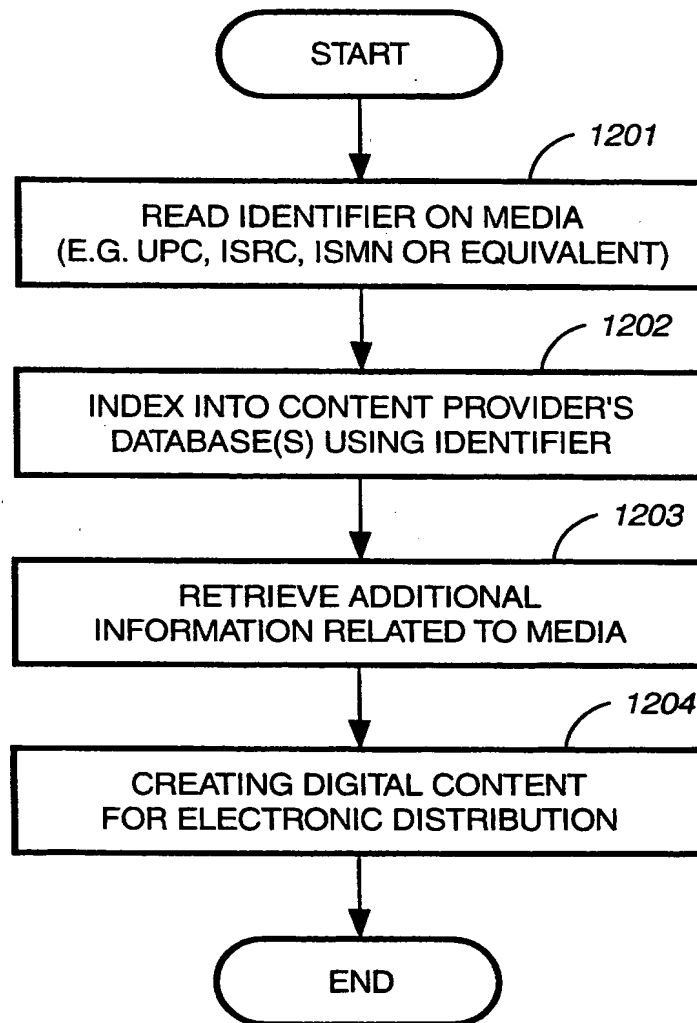 START
1201
READ IDENTIFIER ON MEDIA
(E.G. UPC, ISRC, ISMN OR EQUIVALENT)
1202
INDEX INTO CONTENT PROVIDER'S
DATABASE(S) USING IDENTIFIER
1203
RETRIEVE ADDITIONAL
INFORMATION RELATED TO MEDIA
1204
CREATING DIGITAL CONTENT
FOR ELECTRONIC DISTRIBUTION
END